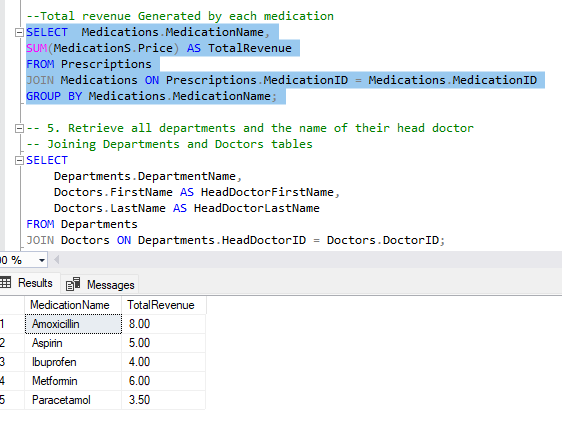 --Total revenue Generated by each medication
SELECT  Medications.MedicationName,
SUM(MedicationS.Price) AS TotalRevenue
FROM Prescriptions
JOIN Medications ON Prescriptions.MedicationID = Medications.MedicationID
GROUP BY Medications.MedicationName;
-- 5. Retrieve all departments and the name of their head doctor
-- Joining Departments and Doctors tables
SELECT
    Departments.DepartmentName,
    Doctors.FirstName AS HeadDoctorFirstName,
    Doctors.LastName AS HeadDoctorLastName
FROM Departments
JOIN Doctors ON Departments.HeadDoctorID = Doctors.DoctorID;
00 %
Results Messages
MedicationName TotalRevenue
1 Amoxicillin 8.00
2 Aspirin 5.00
3 Ibuprofen 4.00
4 Metformin 6.00
5 Paracetamol 3.50